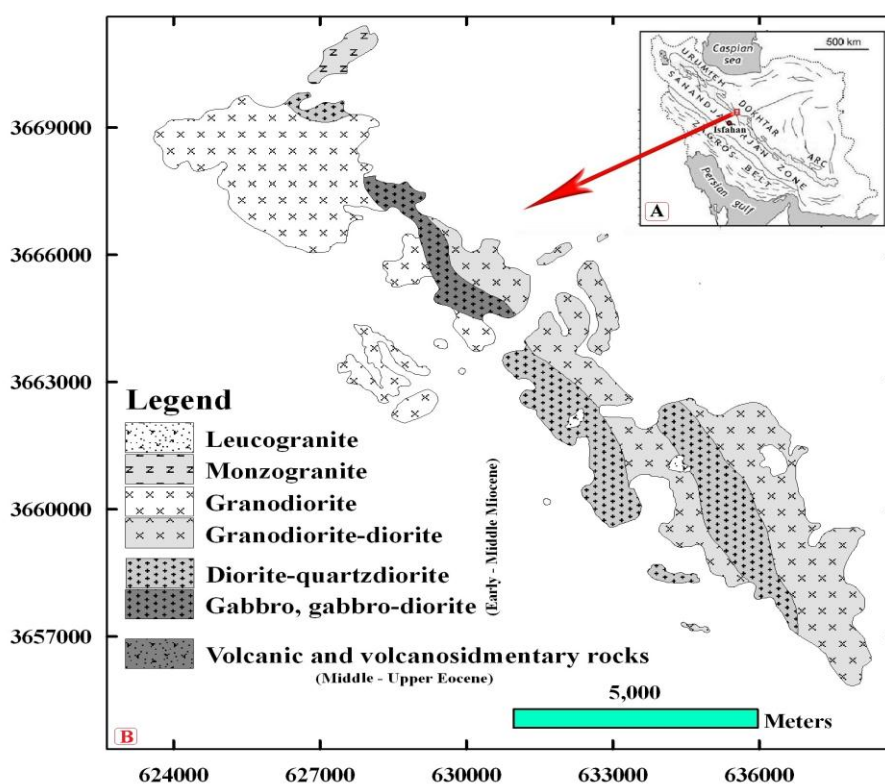 500 km
Caspian
sea
URUMIEH
DOKHTAR
ARC
SANANDAJ
SIRJAN ZONE
Isfahan
ZAGROS BELT
Persian
gulf
A
3669000
3666000
3663000
3660000
3657000
Legend
Leucogranite
Monzogranite
Granodiorite
Granodiorite-diorite
Diorite-quartzdiorite
Gabbro, gabbro-diorite
(Early - Middle Miocene)
Volcanic and volcanosidmentary rocks
(Middle - Upper Eocene)
5,000
Meters
B
624000 627000 630000 633000 636000